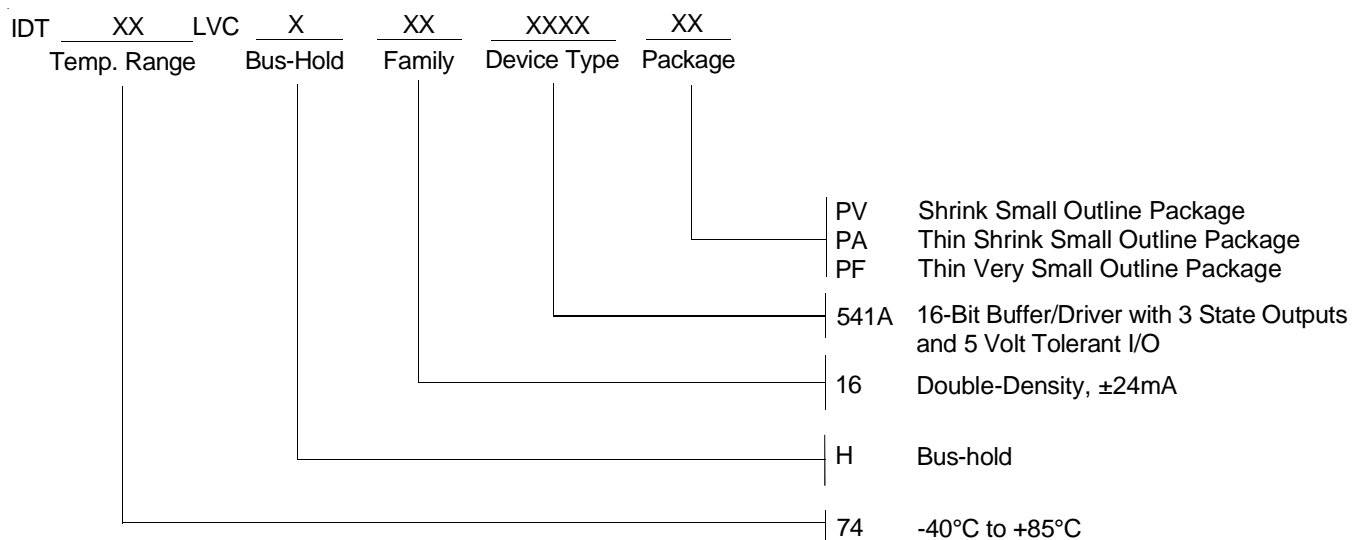 IDT XX LVC X XX XXXX XX
Temp. Range Bus-Hold Family Device Type Package
PV Shrink Small Outline Package
PA Thin Shrink Small Outline Package
PF Thin Very Small Outline Package
541A 16-Bit Buffer/Driver with 3 State Outputs
and 5 Volt Tolerant I/O
16 Double-Density, ±24mA
H Bus-hold
74 -40°C to +85°C